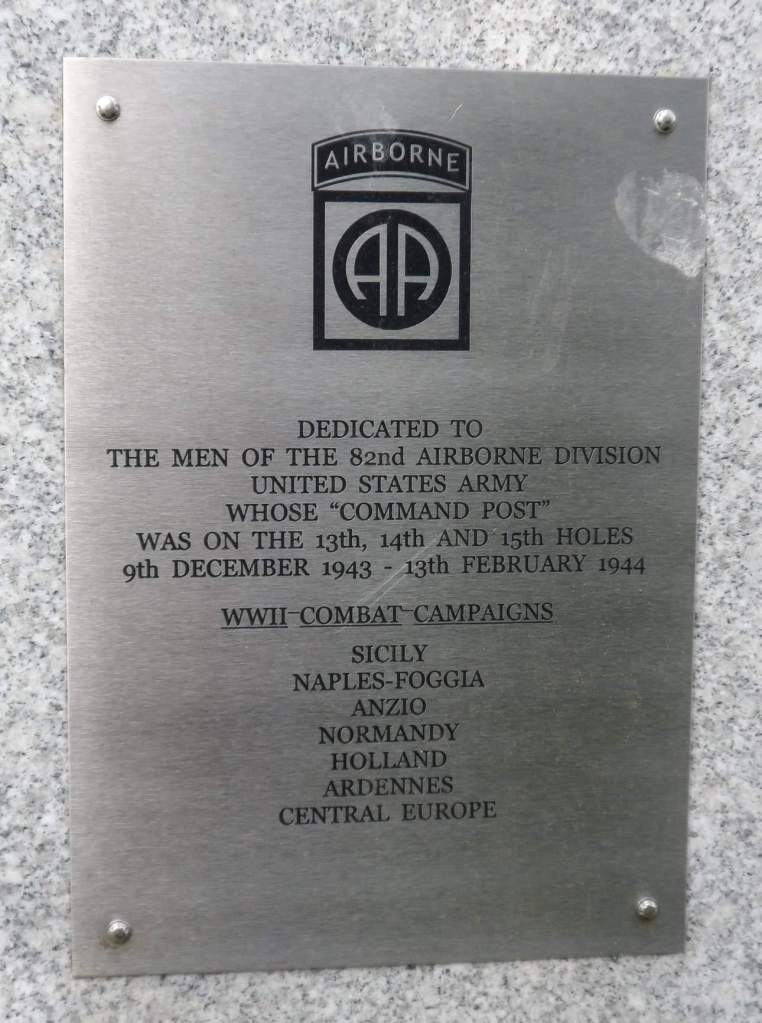 AIRBORNE
AA
DEDICATED TO
THE MEN OF THE 82nd AIRBORNE DIVISION
UNITED STATES ARMY
WHOSE “COMMAND POST”
WAS ON THE 13th, 14th AND 15th HOLES
9th DECEMBER 1943 - 13th FEBRUARY 1944
WWII COMBAT CAMPAIGNS
SICILY
NAPLES-FOGGIA
ANZIO
NORMANDY
HOLLAND
ARDENNES
CENTRAL EUROPE